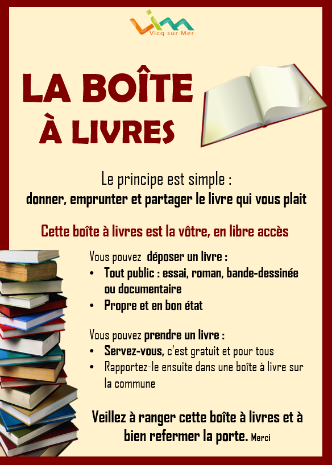 Vim
Vicq sur Mer
LA BOÎTE
À LIVRES
Le principe est simple :
donner, emprunter et partager le livre qui vous plait
Cette boîte à livres est la vôtre, en libre accès
Vous pouvez déposer un livre :
• Tout public : essai, roman, bande-dessinée
ou documentaire
• Propre et en bon état
Vous pouvez prendre un livre :
• Servez-vous, c'est gratuit et pour tous
• Rapportez-le ensuite dans une boîte à livre sur
la commune
Veillez à ranger cette boîte à livres et à
bien refermer la porte. Merci